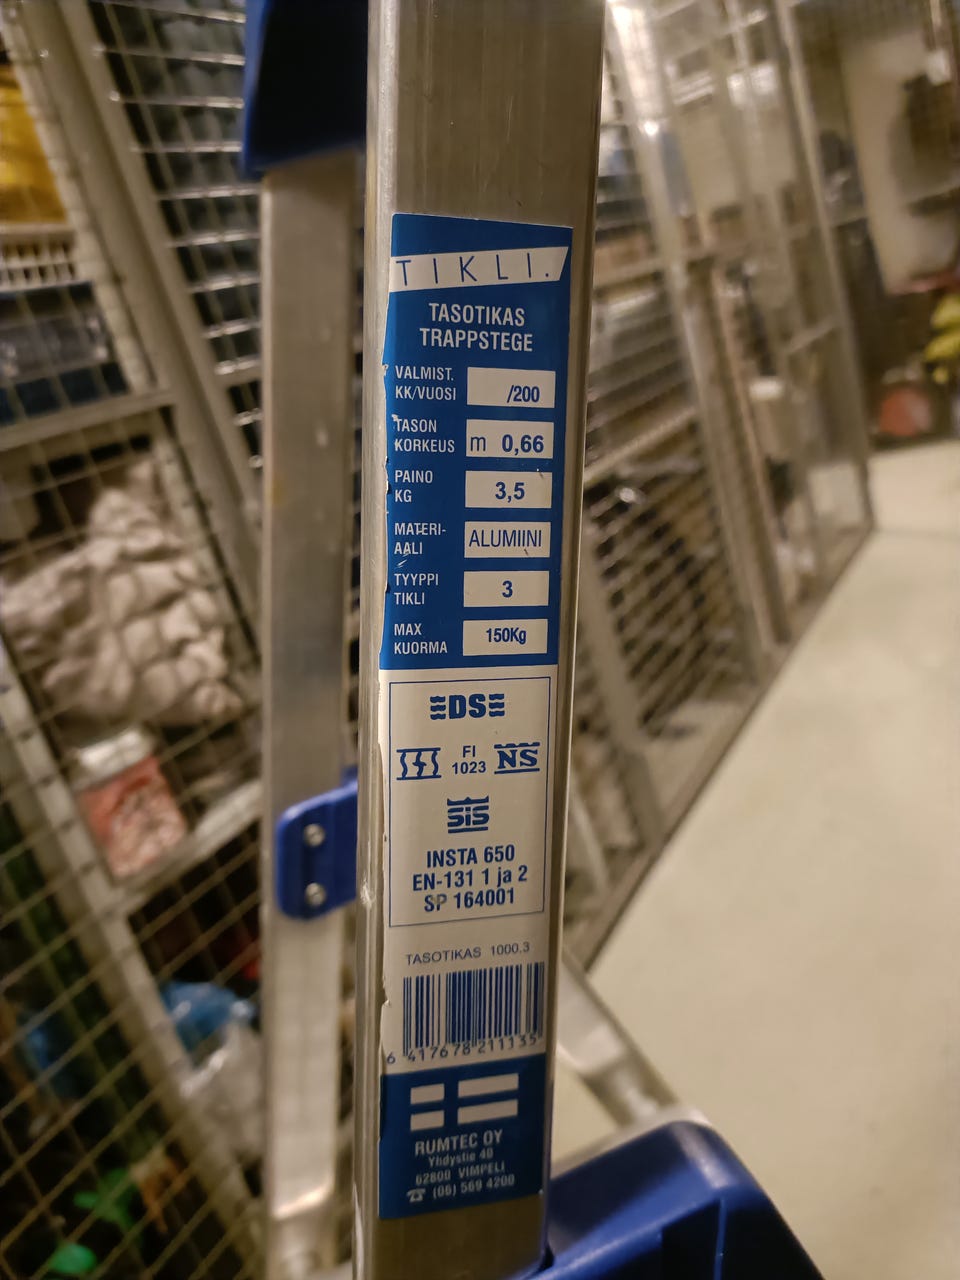 TIKLI.
TASOTIKAS
TRAPPSTEGE
VALMIST.
KK/VUOSI /200
TASON
KORKEUS m 0,66
PAINO
KG 3,5
MATERI-
AALI ALUMIINI
TYYPPI
TIKLI 3
MAX
KUORMA 150Kg
DS
SFS FI
1023 NS
SIS
INSTA 650
EN-131 1 ja 2
SP 164001
TASOTIKAS 1000.3
6 417678 211135
RUMTEC OY
Yhdystie 40
62800 VIMPELI
☎ (06) 569 4200